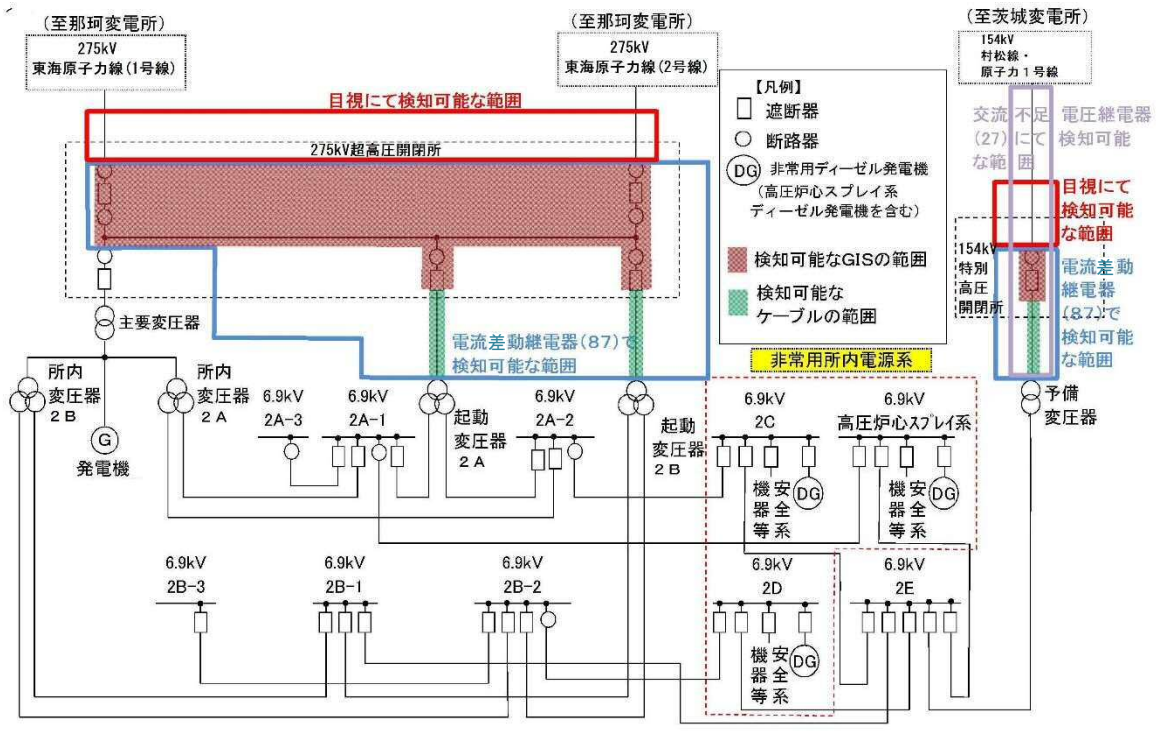 (至那珂変電所)
275kV
東海原子力線(1号線)
(至那珂変電所)
275kV
東海原子力線(2号線)
(至茨城変電所)
154kV
村松線・
原子力1号線
目視にて検知可能な範囲
275kV超高圧開閉所
【凡例】
遮断器
断路器
DG
非常用ディーゼル発電機
(高圧炉心スプレイ系
ディーゼル発電機を含む)
検知可能なGISの範囲
検知可能な
ケーブルの範囲
交流不足電圧継電器
(27)にて検知可能
な範囲
目視にて
検知可能
な範囲
154kV
特別
高圧
開閉所
電流差動
継電器
(87)で
検知可能
な範囲
主要変圧器
電流差動継電器(87)で
検知可能な範囲
非常用所内電源系
所内
変圧器
2B
所内
変圧器
2A
G
発電機
6.9kV
2A-3
6.9kV
2A-1
起動
変圧器
2A
6.9kV
2A-2
起動
変圧器
2B
6.9kV
2C
安全系
機器等
DG
6.9kV
高圧炉心スプレイ系
安全系
機器等
DG
予備
変圧器
6.9kV
2B-3
6.9kV
2B-1
6.9kV
2B-2
6.9kV
2D
安全系
機器等
DG
6.9kV
2E